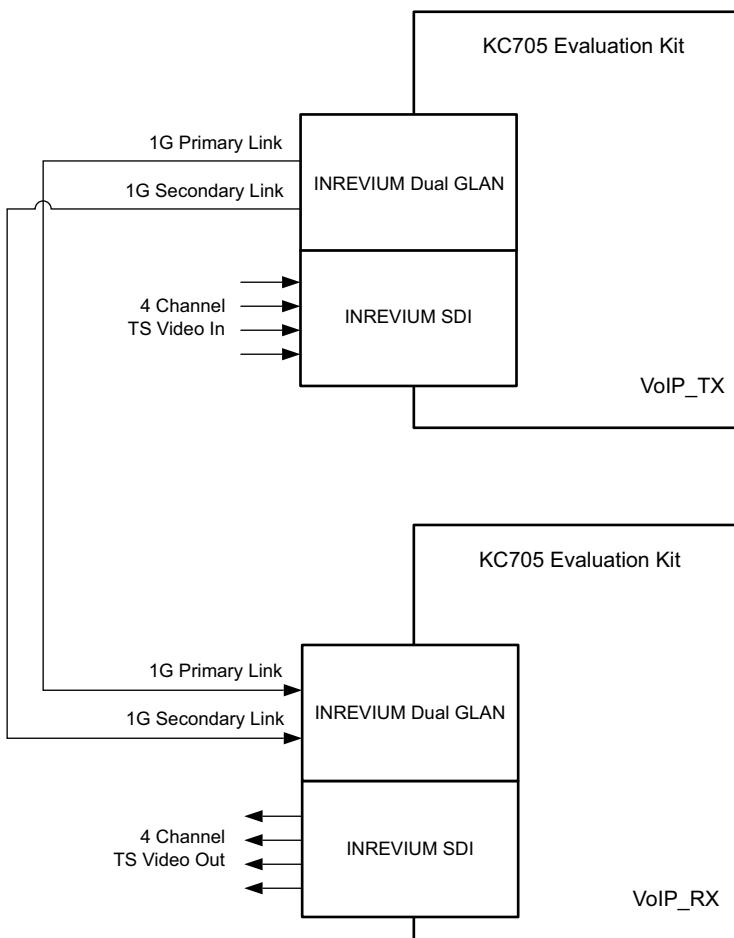 KC705 Evaluation Kit
1G Primary Link
INREVIUM Dual GLAN
1G Secondary Link
4 Channel
TS Video In
INREVIUM SDI
VoIP_TX
KC705 Evaluation Kit
1G Primary Link
INREVIUM Dual GLAN
1G Secondary Link
4 Channel
TS Video Out
INREVIUM SDI
VoIP_RX